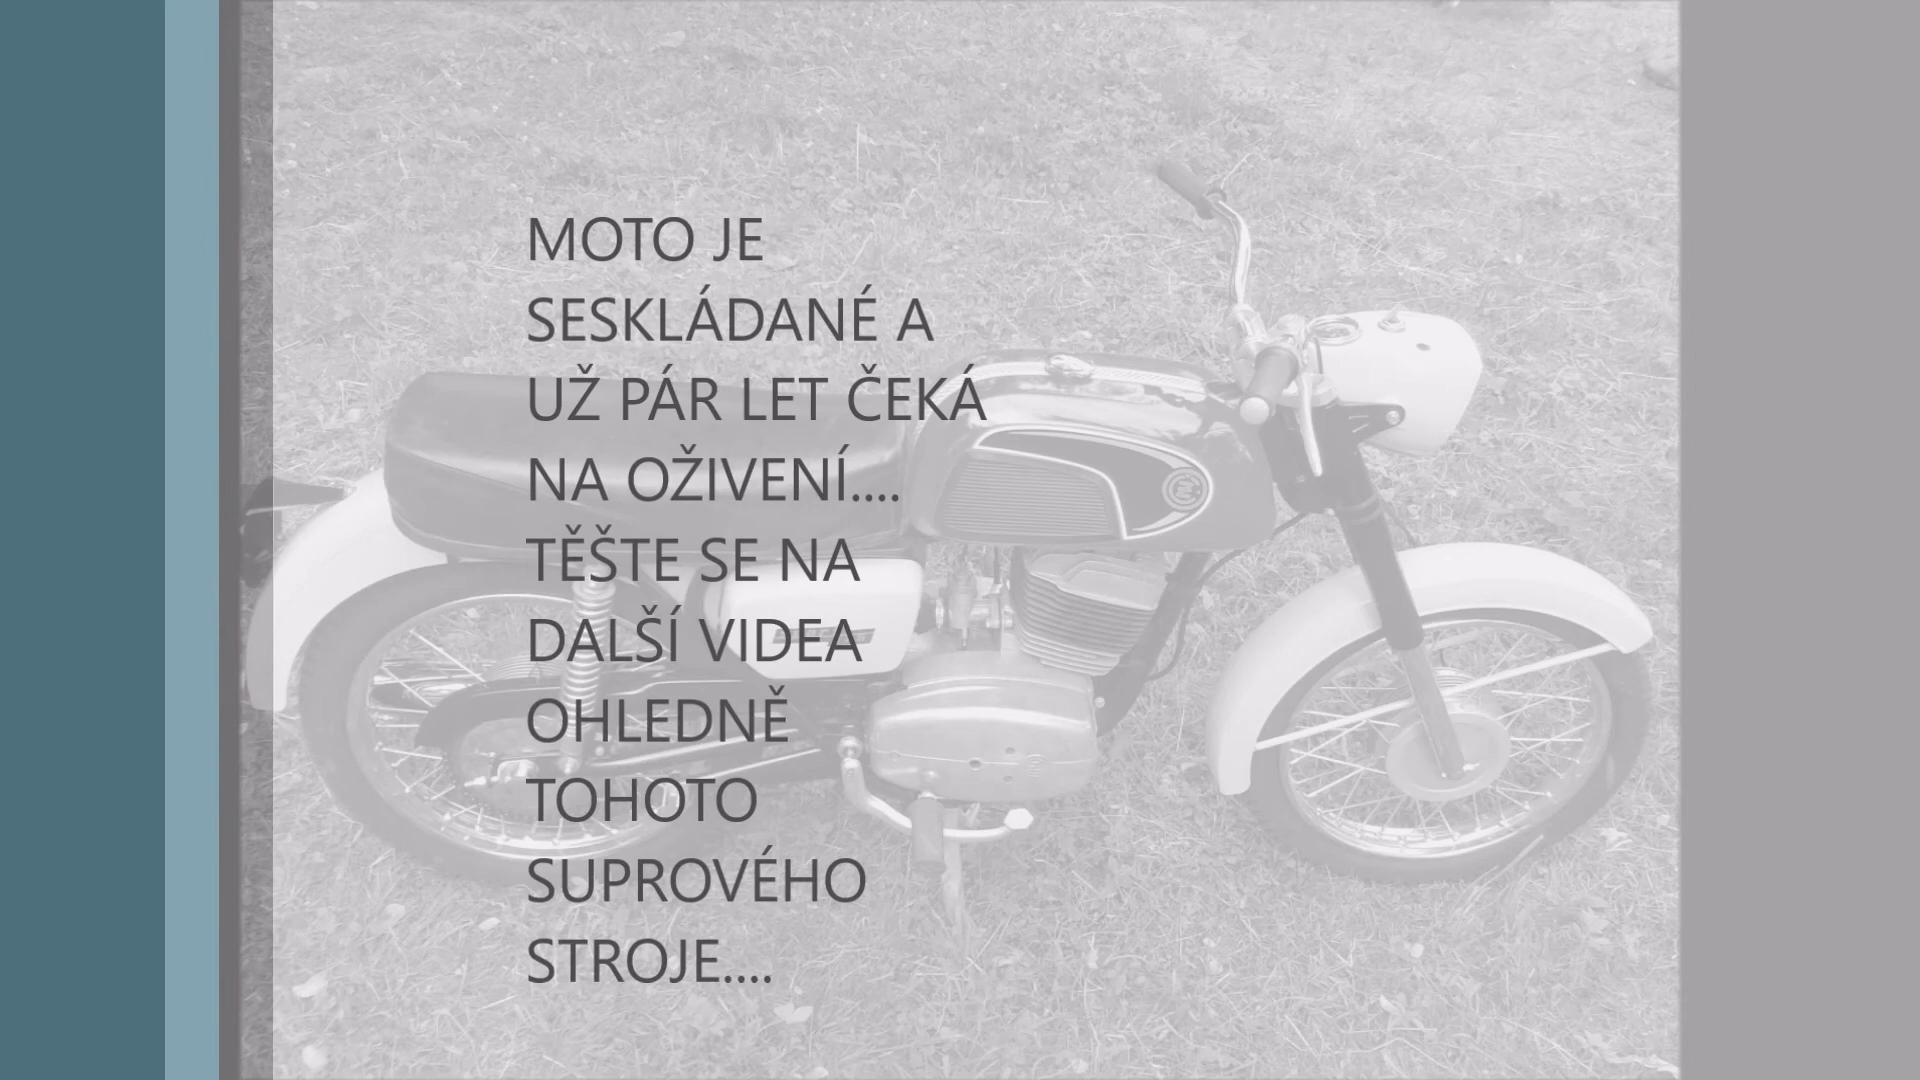 MOTO JE
SESKLÁDANÉ A
UŽ PÁR LET ČEKÁ
NA OŽIVENÍ....
TĚŠTE SE NA
DALŠÍ VIDEA
OHLEDNĚ
TOHOTO
SUPROVÉHO
STROJE....